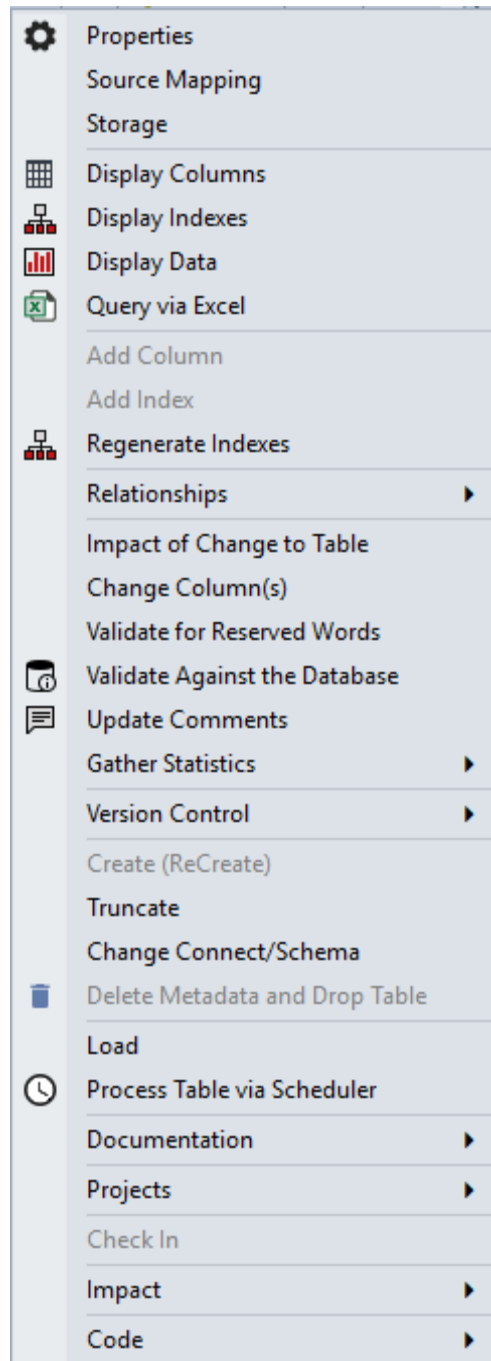 Properties
Source Mapping
Storage
Display Columns
Display Indexes
Display Data
Query via Excel
Add Column
Add Index
Regenerate Indexes
Relationships
Impact of Change to Table
Change Column(s)
Validate for Reserved Words
Validate Against the Database
Update Comments
Gather Statistics
Version Control
Create (ReCreate)
Truncate
Change Connect/Schema
Delete Metadata and Drop Table
Load
Process Table via Scheduler
Documentation
Projects
Check In
Impact
Code